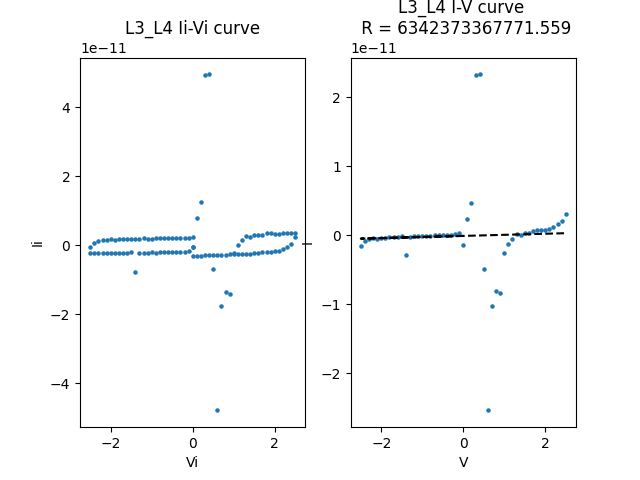 L3_L4 Ii-Vi curve
1e−11
4
2
0
−2
−4
−2
0
2
Vi
Ii
L3_L4 I-V curve
R = 6342373367771.559
1e−11
2
1
0
−1
−2
−2
0
2
V
I